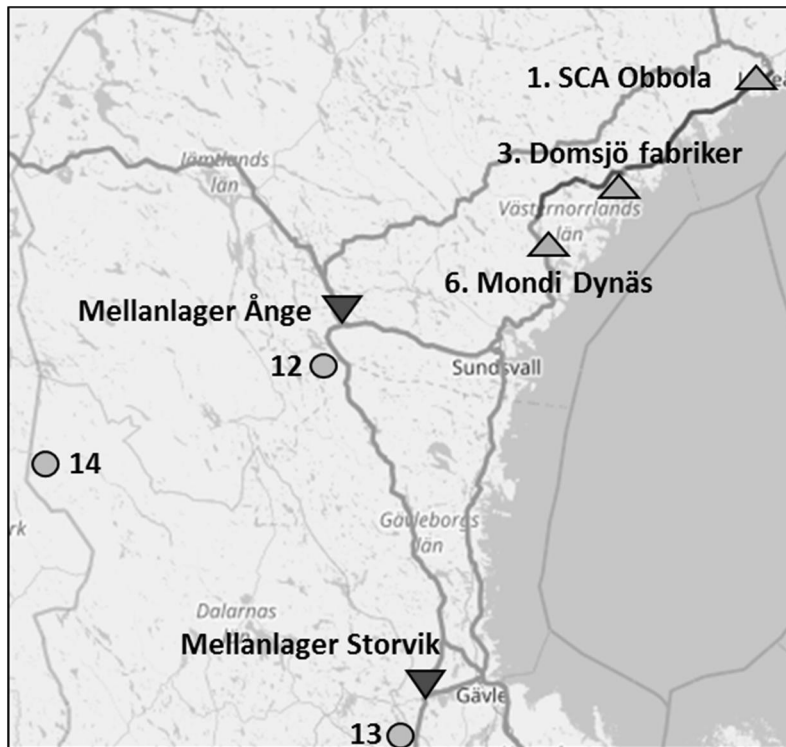 1. SCA Obbola
3. Domsjö fabriker
Jämtlands
län
Västernorrlands
län
6. Mondi Dynäs
Mellanlager Ånge
12
Sundsvall
14
Gävleborgs
län
rk
Dalarnas
Mellanlager Storvik
Gävle
13